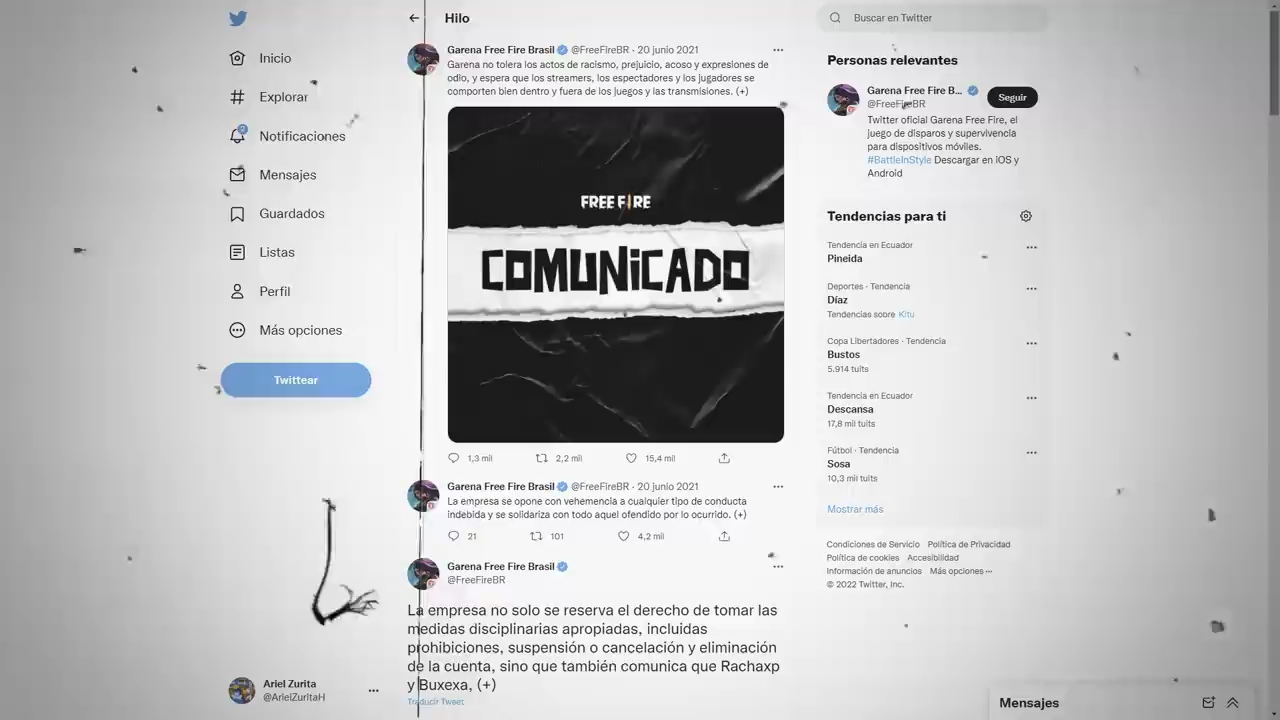 Hilo
Buscar en Twitter
Inicio
Explorar
Notificaciones
Mensajes
Guardados
Listas
Perfil
Más opciones
Twittear
Ariel Zurita
@ArielZuritaH
Garena Free Fire Brasil @FreeFireBR · 20 junio 2021
Garena no tolera los actos de racismo, prejuicio, acoso y expresiones de
odio, y espera que los streamers, los espectadores y los jugadores se
comporten bien dentro y fuera de los juegos y las transmisiones. (+)
FREE FIRE
COMUNiCADO
1,3 mil 2,2 mil 15,4 mil
Garena Free Fire Brasil @FreeFireBR · 20 junio 2021
La empresa se opone con vehemencia a cualquier tipo de conducta
indebida y se solidariza con todo aquel ofendido por lo ocurrido. (+)
21 101 4,2 mil
Garena Free Fire Brasil
@FreeFireBR
La empresa no solo se reserva el derecho de tomar las
medidas disciplinarias apropiadas, incluidas
prohibiciones, suspensión o cancelación y eliminación
de la cuenta, sino que también comunica que Rachaxp
y Buxexa, (+)
Traducir Tweet
Personas relevantes
Garena Free Fire B...
@FreeFireBR
Seguir
Twitter oficial Garena Free Fire, el
juego de disparos y supervivencia
para dispositivos móviles.
#BattleInStyle Descargar en iOS y
Android
Tendencias para ti
Tendencia en Ecuador
Pineida
Deportes · Tendencia
Díaz
Tendencias sobre Kitu
Copa Libertadores · Tendencia
Bustos
5.914 tuits
Tendencia en Ecuador
Descansa
17,8 mil tuits
Fútbol · Tendencia
Sosa
10,3 mil tuits
Mostrar más
Condiciones de Servicio Política de Privacidad
Política de cookies Accesibilidad
Información de anuncios Más opciones ···
© 2022 Twitter, Inc.
Mensajes